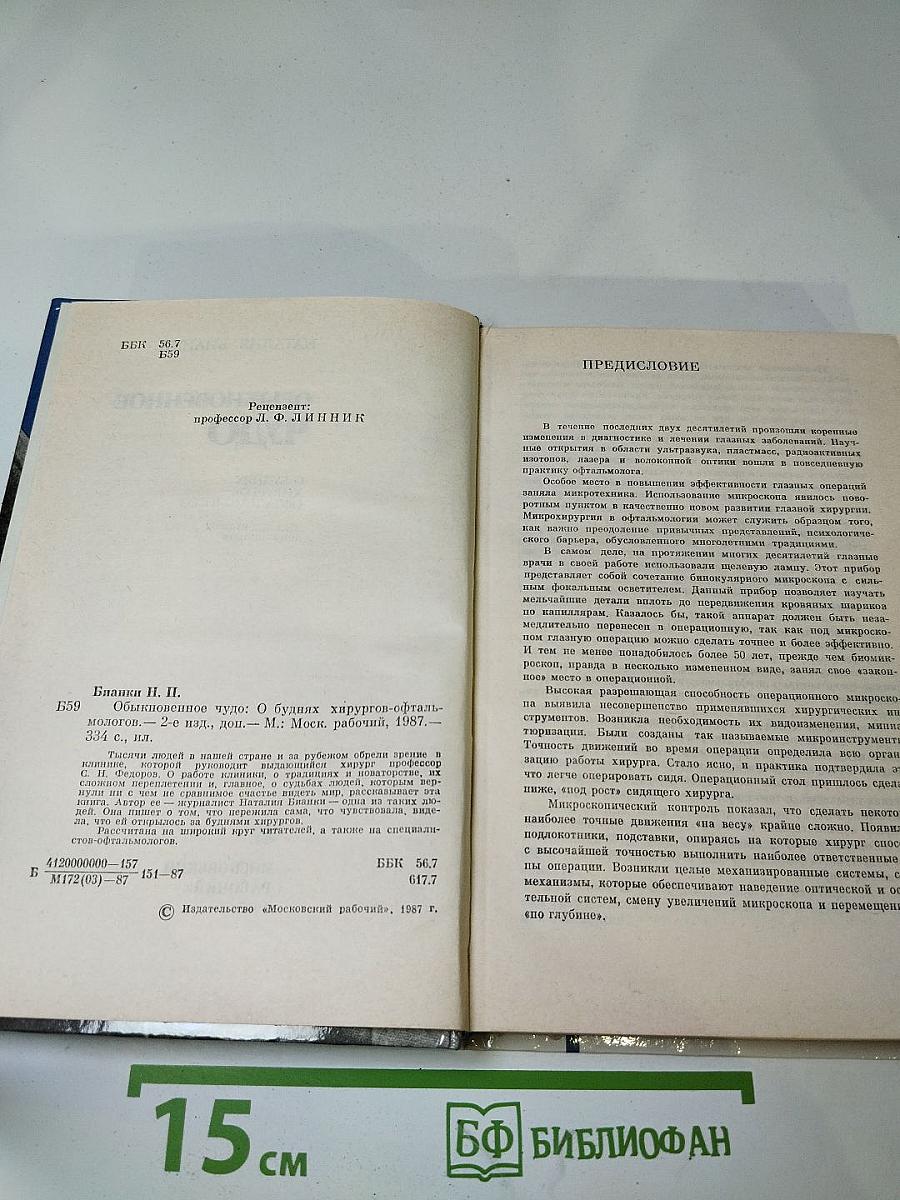 ББК 56.7
Б59
Рецензент:
профессор Л. Ф. ЛИННИК
Бианки Н. П.
Б59 Обыкновенное чудо: О буднях хирургов-офталь-
мологов.— 2-е изд., доп.— М.: Моск. рабочий, 1987.—
334 с., ил.
Тысячи людей в нашей стране и за рубежом обрели зрение в
клинике, которой руководит выдающийся хирург профессор
С. Н. Федоров. О работе клиники, о традициях и новаторстве, их
сложном переплетении и, главное, о судьбах людей, которым вер-
нули ни с чем не сравнимое счастье видеть мир, рассказывает эта
книга. Автор ее — журналист Наталия Бианки — одна из таких лю-
дей. Она пишет о том, что пережила сама, что чувствовала, виде-
ла, что ей открылось за буднями хирургов.
Рассчитана на широкий круг читателей, а также на специали-
стов-офтальмологов.
Б 4120000000—157
М172(03)—87 151—87
ББК 56.7
617.7
© Издательство «Московский рабочий», 1987 г.
ПРЕДИСЛОВИЕ
В течение последних двух десятилетий произошли коренные
изменения в диагностике и лечении глазных заболеваний. Науч-
ные открытия в области ультразвука, пластмасс, радиоактивных
изотопов, лазера и волоконной оптики вошли в повседневную
практику офтальмолога.
Особое место в повышении эффективности глазных операций
заняла микротехника. Использование микроскопа явилось пово-
ротным пунктом в качественно новом развитии глазной хирургии.
Микрохирургия в офтальмологии может служить образом того,
как важно преодоление привычных представлений, психологиче-
ского барьера, обусловленного многолетними традициями.
В самом деле, на протяжении многих десятилетий глазные
врачи в своей работе использовали щелевую лампу. Этот прибор
представляет собой сочетание бинокулярного микроскопа с силь-
ным фокальным осветителем. Данный прибор позволяет изучать
мельчайшие детали вплоть до передвижения кровяных шариков
по капиллярам. Казалось бы, такой аппарат должен быть неза-
медлительно перенесен в операционную, так как под микроско-
пом глазную операцию можно сделать точнее и более эффективно.
И тем не менее понадобилось более 50 лет, прежде чем биомик-
роскоп, правда в несколько измененном виде, занял свое «закон-
ное» место в операционной.
Высокая разрешающая способность операционного микроско-
па выявила несовершенство применявшихся хирургических ин
струментов. Возникла необходимость их видоизменения, миниа
тюризации. Были созданы так называемые микроинструмент
Точность движений во время операции определила всю орган
зацию работы хирурга. Стало ясно, и практика подтвердила э
что легче оперировать сидя. Операционный стол пришлось сдела
ниже, «под рост» сидящего хирурга.
Микроскопический контроль показал, что сделать некото
наиболее точные движения «на весу» крайне сложно. Появил
подлокотники, подставки, опираясь на которые хирург спос
с высочайшей точностью выполнить наиболее ответственные
пы операции. Возникли целые механизированные системы, с
механизмы, которые обеспечивают наведение оптической и ос
тельной систем, смену увеличений микроскопа и перемещени
«по глубине».
15 см
БФ БИБЛИОФАН